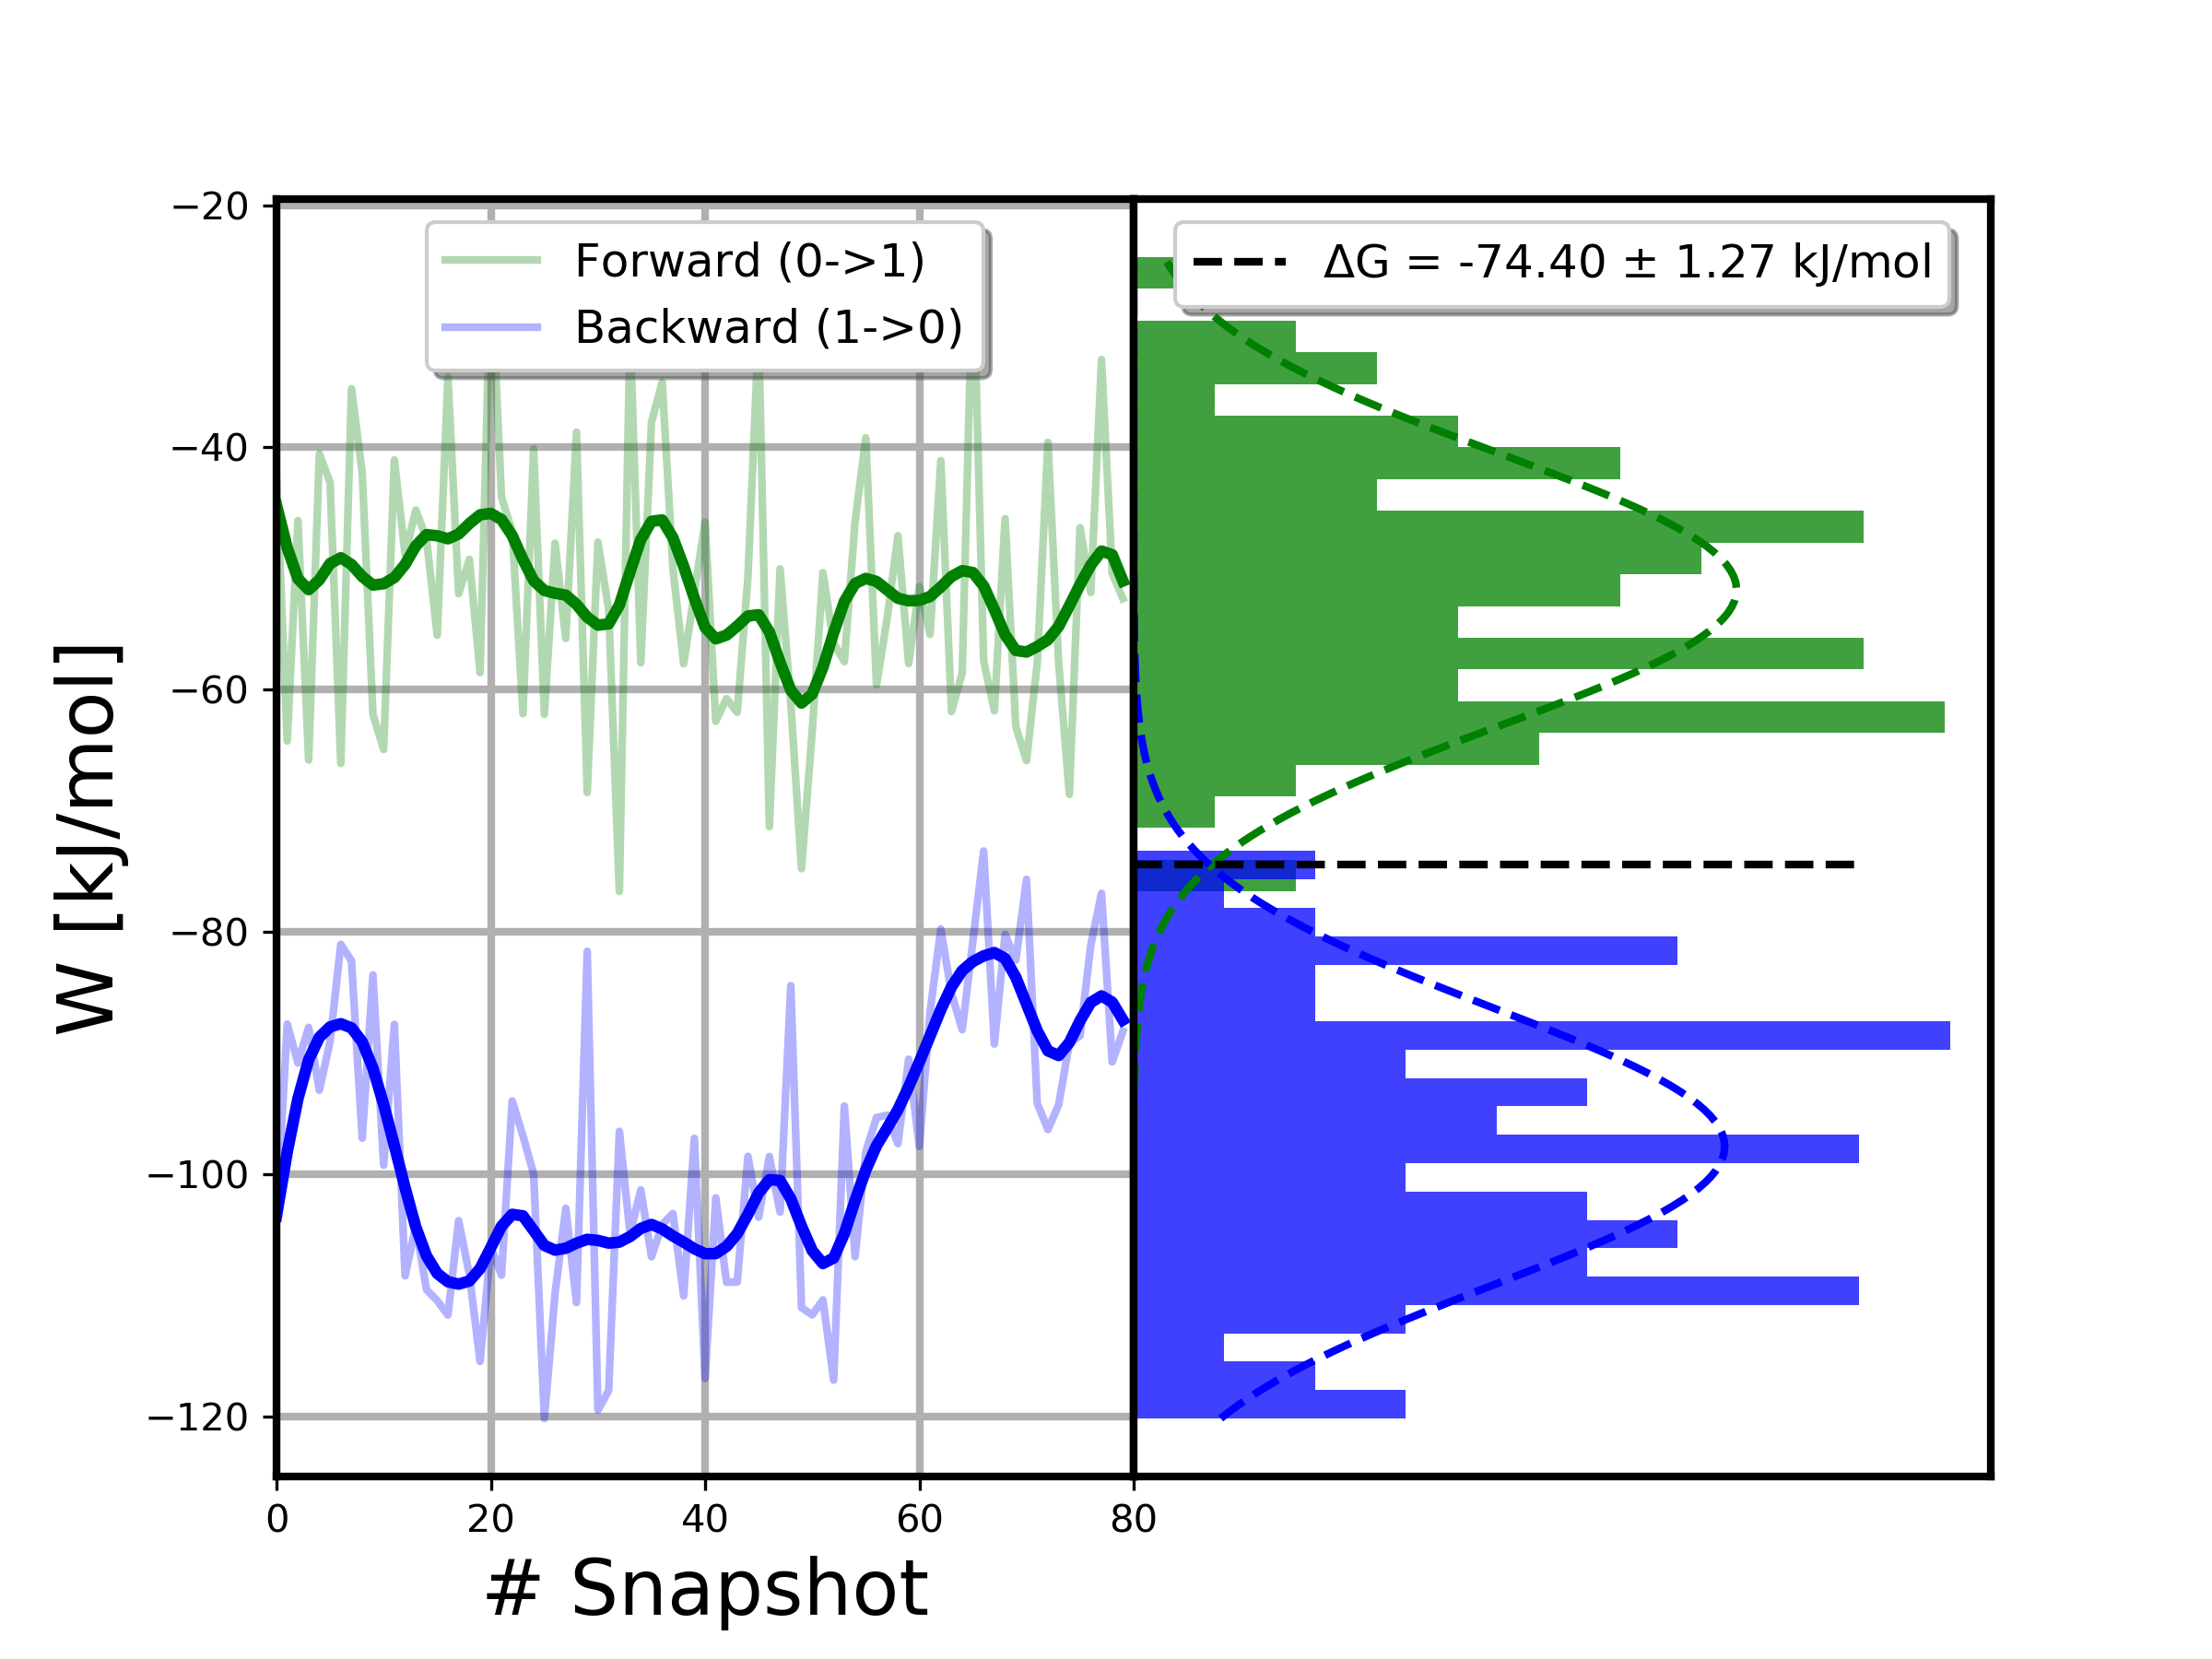 Forward (0->1)
Backward (1->0)
ΔG = -74.40 ± 1.27 kJ/mol
W [kJ/mol]
−20
−40
−60
−80
−100
−120
0 20 40 60 80
# Snapshot